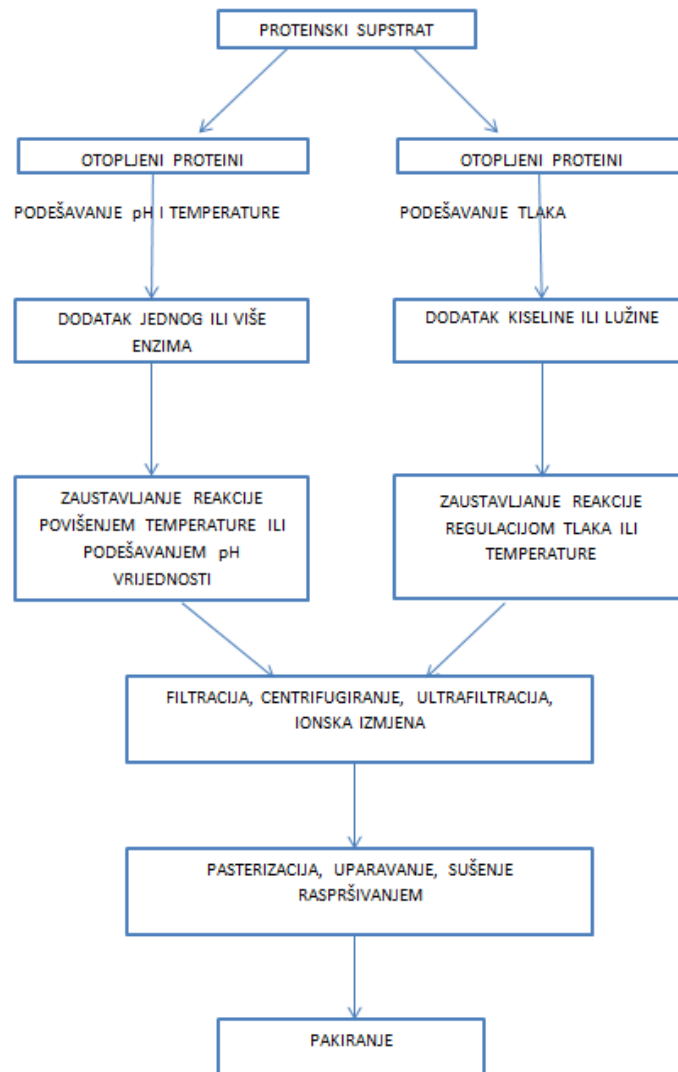 PROTEINSKI SUPSTRAT
OTOPLJENI PROTEINI
OTOPLJENI PROTEINI
PODEŠAVANJE pH I TEMPERATURE
PODEŠAVANJE TLAKA
DODATAK JEDNOG ILI VIŠE
ENZIMA
DODATAK KISELINE ILI LUŽINE
ZAUSTAVLJANJE REAKCIJE
POVIŠENJEM TEMPERATURE ILI
PODEŠAVANJEM pH
VRIJEDNOSTI
ZAUSTAVLJANJE REAKCIJE
REGULACIJOM TLAKA ILI
TEMPERATURE
FILTRACIJA, CENTRIFUGIRANJE, ULTRAFILTRACIJA,
IONSKA IZMJENA
PASTERIZACIJA, UPARAVANJE, SUŠENJE
RASPRŠIVANJEM
PAKIRANJE